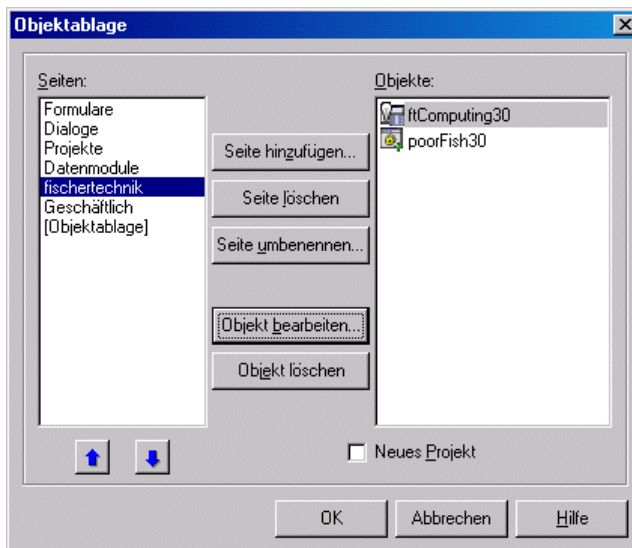 Objektablage
Seiten:
Formulare
Dialoge
Projekte
Datenmodule
fischertechnik
Geschäftlich
[Objektablage]
Seite hinzufügen...
Seite löschen
Seite umbenennen...
Objekt bearbeiten...
Objekt löschen
Objekte:
ftComputing30
poorFish30
Neues Projekt
OK
Abbrechen
Hilfe